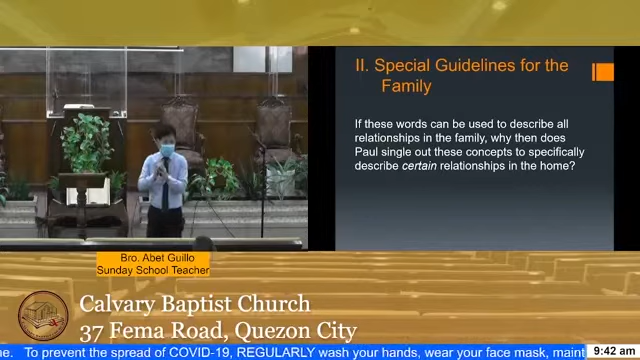 II. Special Guidelines for the
Family
If these words can be used to describe all
relationships in the family, why then does
Paul single out these concepts to specifically
describe certain relationships in the home?
Bro. Abet Guillo
Sunday School Teacher
Calvary Baptist Church
37 Fema Road, Quezon City
ne. To prevent the spread of COVID-19, REGULARLY wash your hands, wear your face mask, maint
9:42 am